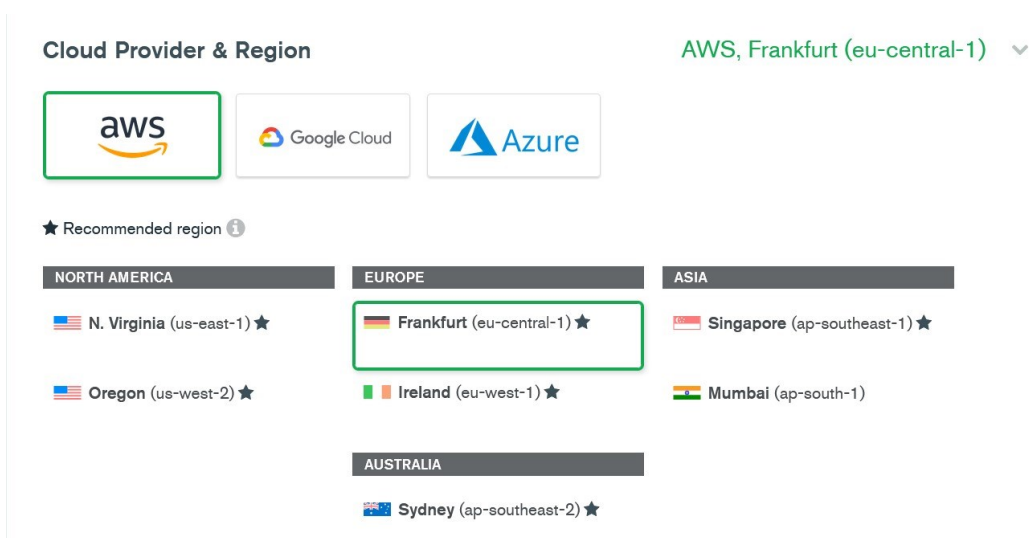 Cloud Provider & Region
AWS, Frankfurt (eu-central-1)
aws
Google Cloud
Azure
★ Recommended region
NORTH AMERICA
N. Virginia (us-east-1) ★
Oregon (us-west-2) ★
EUROPE
Frankfurt (eu-central-1) ★
Ireland (eu-west-1) ★
ASIA
Singapore (ap-southeast-1) ★
Mumbai (ap-south-1)
AUSTRALIA
Sydney (ap-southeast-2) ★